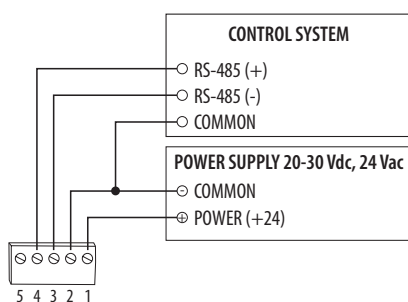 CONTROL SYSTEM
RS-485 (+)
RS-485 (-)
COMMON
POWER SUPPLY 20-30 Vdc, 24 Vac
COMMON
POWER (+24)
5 4 3 2 1